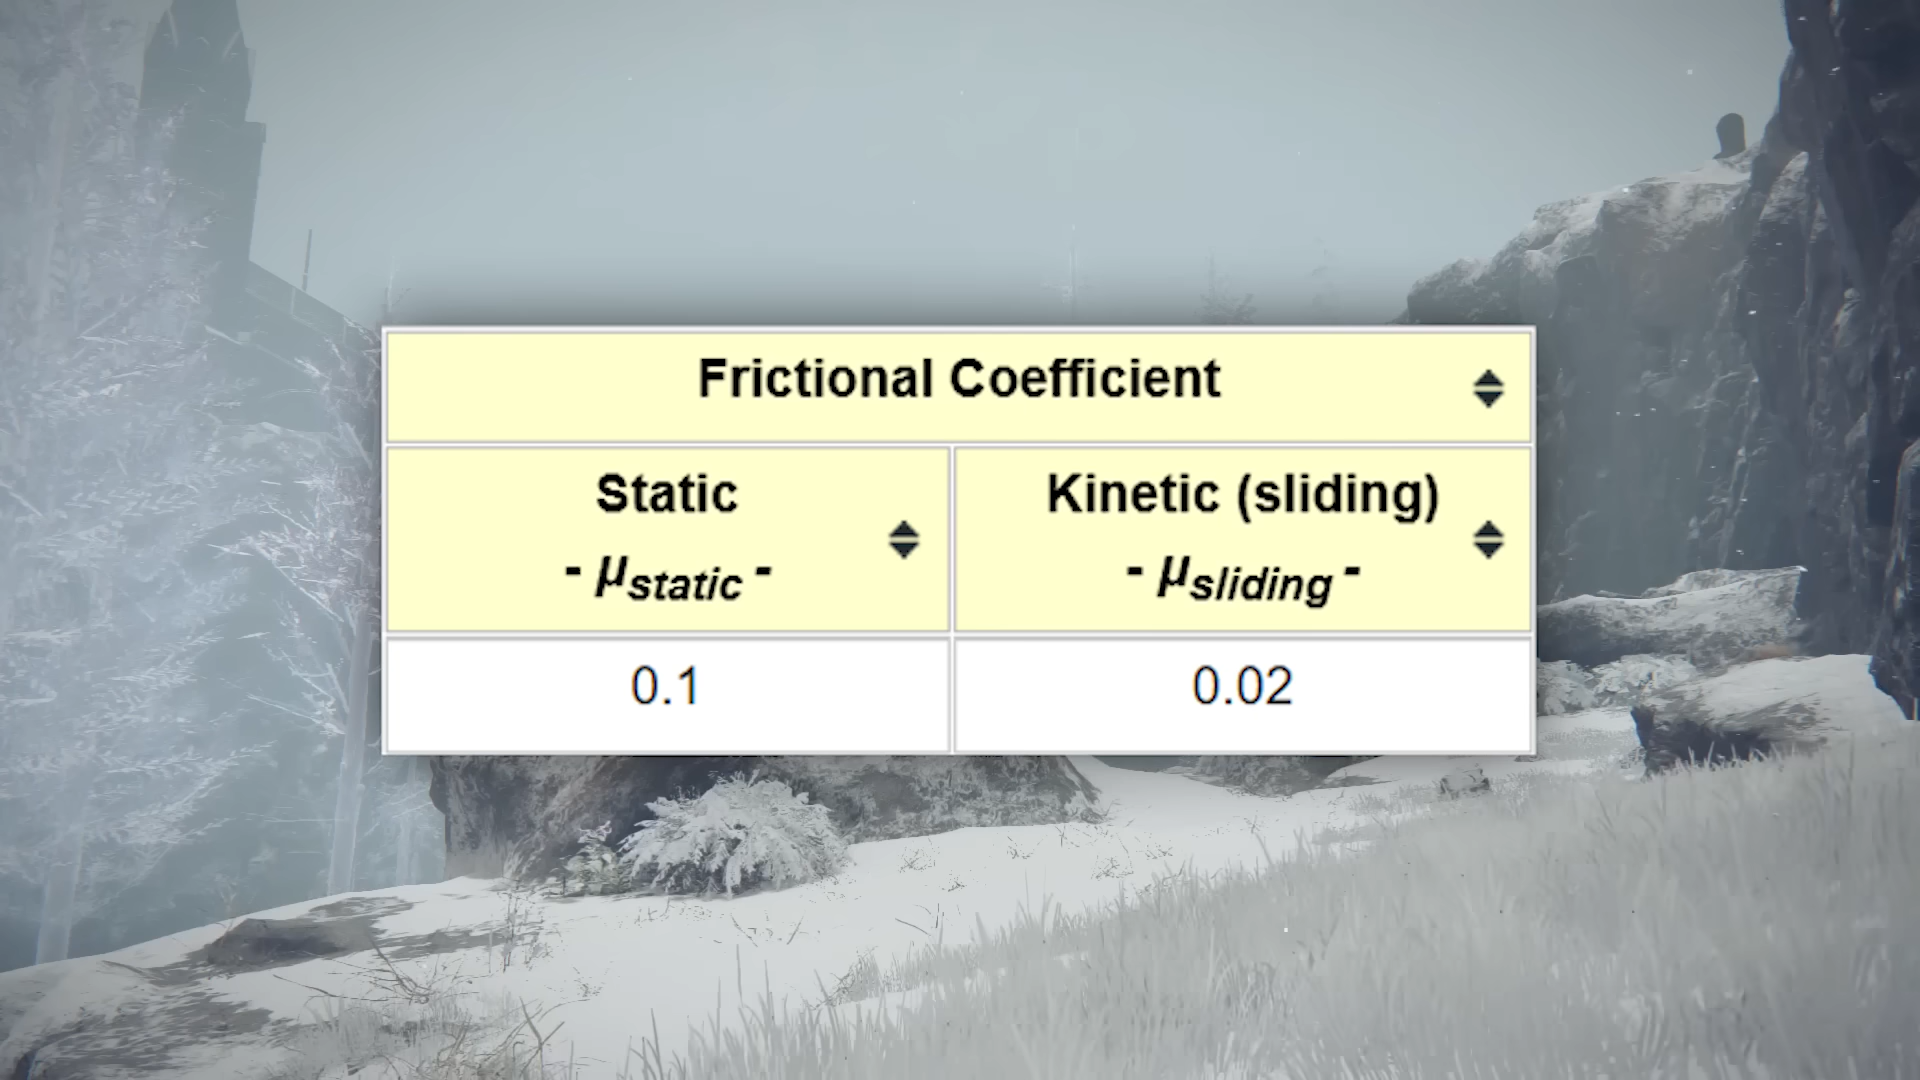 Frictional Coefficient
Static
Kinetic (sliding)
- μstatic -
- μsliding -
0.1
0.02